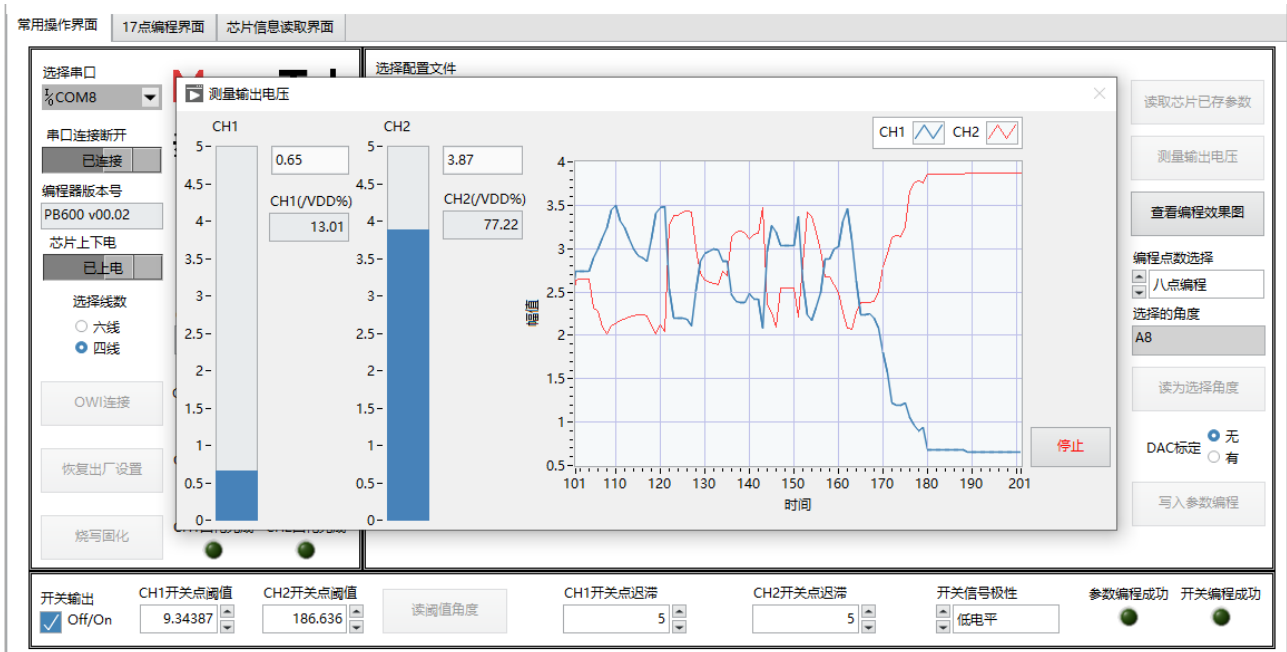 常用操作界面 17点编程界面 芯片信息读取界面
选择串口
COM8
串口连接断开
已连接
编程器版本号
PB600 v00.02
芯片上下电
已上电
选择线数
六线
四线
OWI连接
恢复出厂设置
烧写固化
选择配置文件
测量输出电压
CH1
5
4.5
4
3.5
3
2.5
2
1.5
1
0.5
0
0.65
CH1(/VDD%)
13.01
CH2
5
4.5
4
3.5
3
2.5
2
1.5
1
0.5
0
3.87
CH2(/VDD%)
77.22
CH1 CH2
幅值
4
3.5
3
2.5
2
1.5
1
0.5
101 110 120 130 140 150 160 170 180 190 201
时间
停止
读取芯片已存参数
测量输出电压
查看编程效果图
编程点数选择
八点编程
选择的角度
A8
读为选择角度
DAC标定
无
有
写入参数编程
开关输出
Off/On
CH1开关点阈值
9.34387
CH2开关点阈值
186.636
读阈值角度
CH1开关点迟滞
5
CH2开关点迟滞
5
开关信号极性
低电平
参数编程成功
开关编程成功